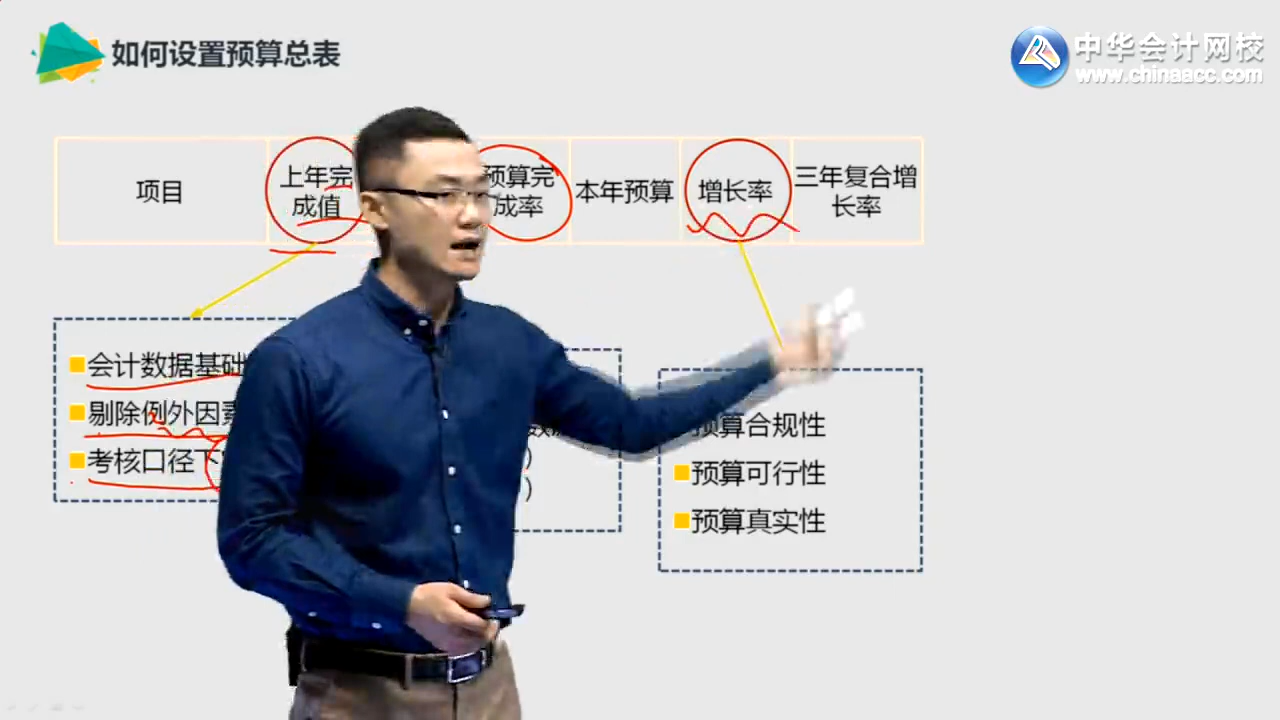 如何设置预算总表
中华会计网校
www.chinaacc.com
项目
上年完
成值
预算完
成率
本年预算
增长率
三年复合增
长率
会计数据基础
剔除例外因素
考核口径下
预算合规性
预算可行性
预算真实性